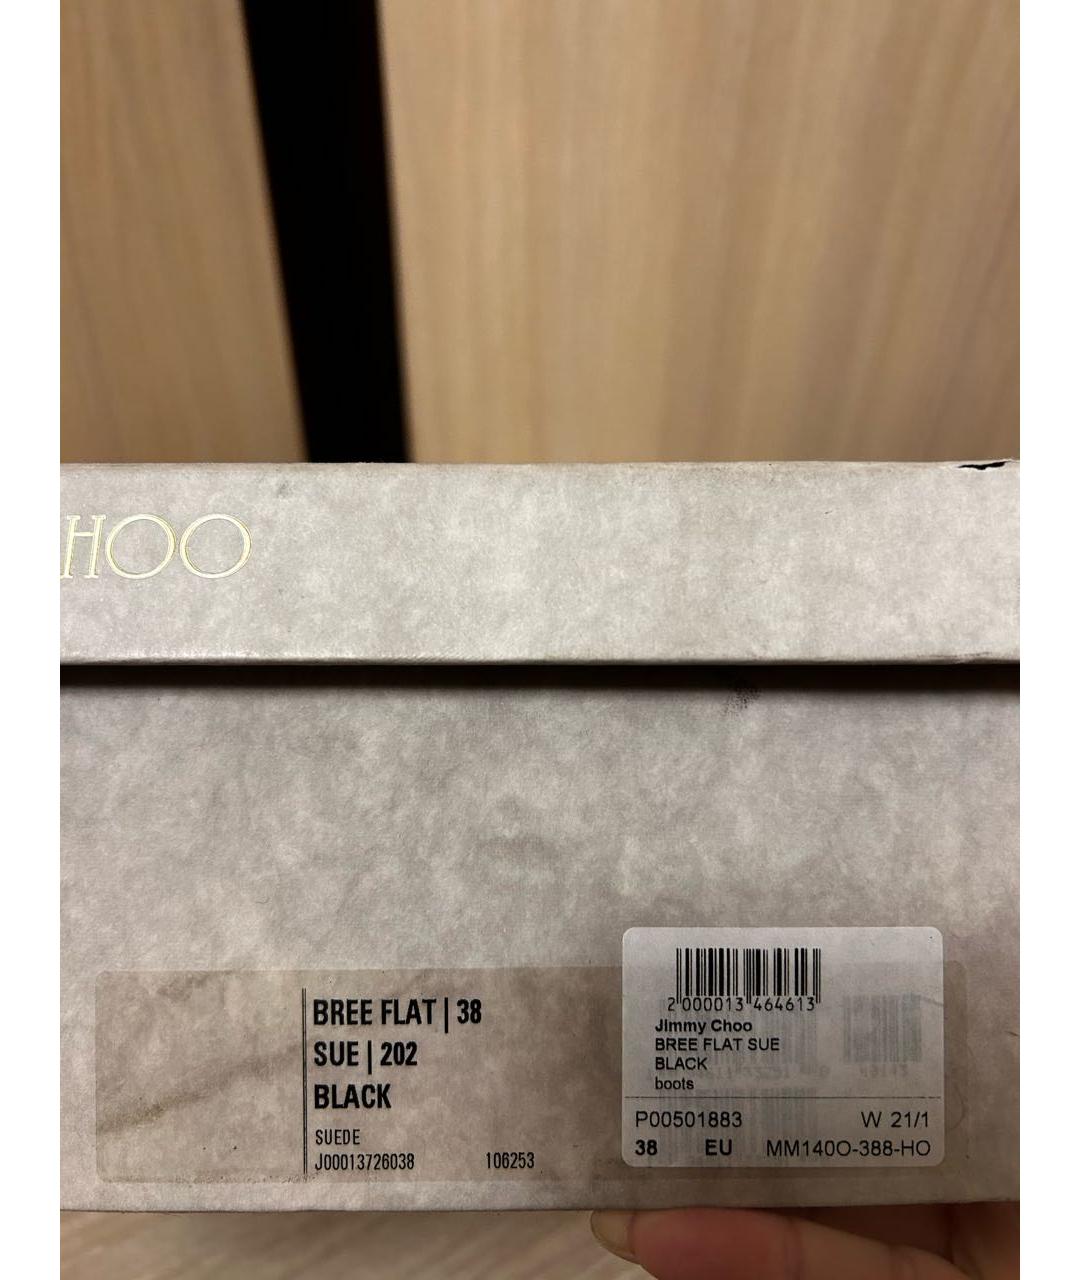 HOO
BREE FLAT | 38
SUE | 202
BLACK
SUEDE
J00013726038 106253
2 000013 464613
Jimmy Choo
BREE FLAT SUE
BLACK
boots
P00501883 W 21/1
38 EU MM140O-388-HO